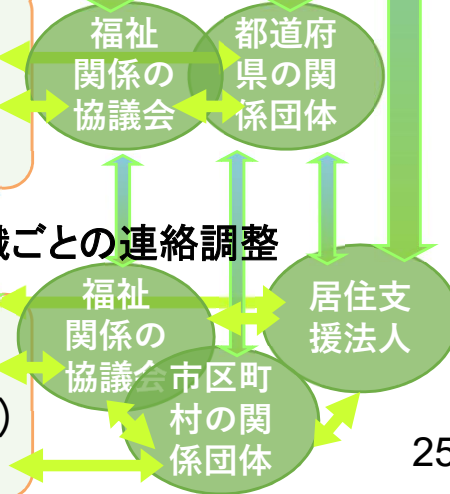 福祉
関係の
協議会
都道府
県の関
係団体
ごとの連絡調整
福祉
関係の
協議会
居住支
援法人
市区町
村の関
係団体
)
25